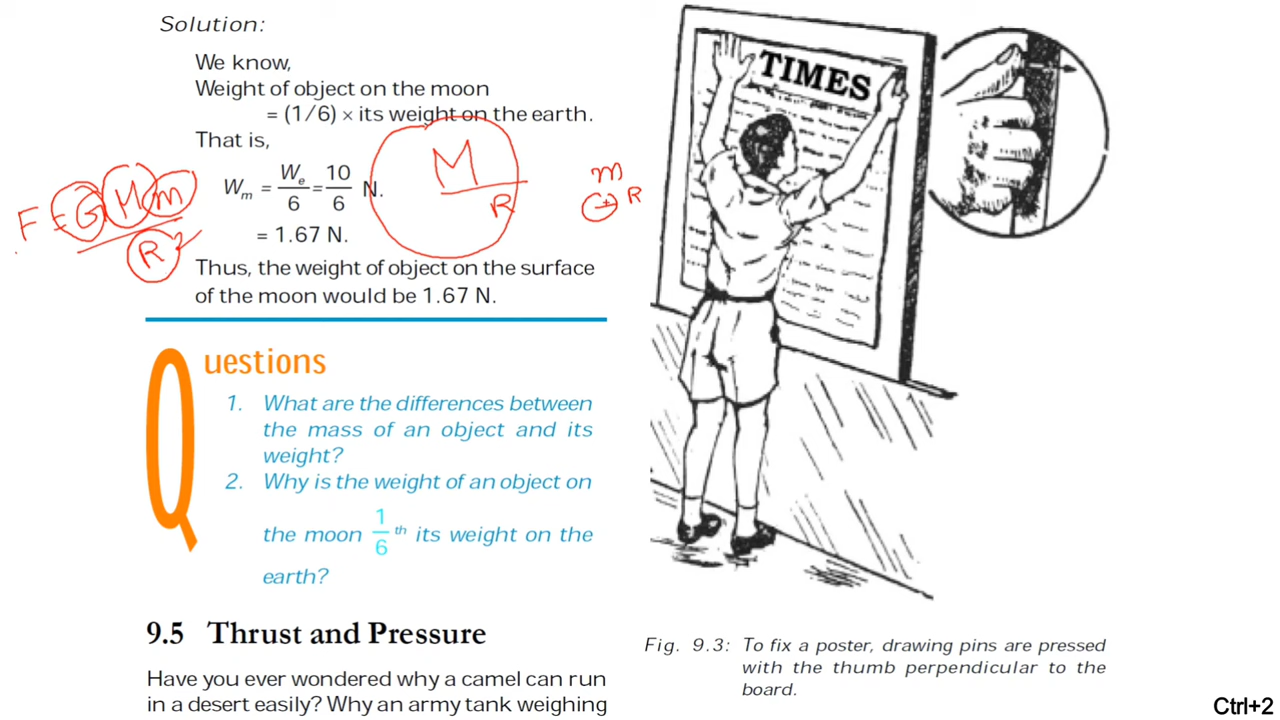 Solution:
We know,
Weight of object on the moon
= (1/6) × its weight on the earth.
That is,
Wm = We/6 = 10/6 N.
= 1.67 N.
Thus, the weight of object on the surface
of the moon would be 1.67 N.
F = G M m
R²
M
R
m
R
Questions
1. What are the differences between
the mass of an object and its
weight?
2. Why is the weight of an object on
the moon 1/6 th its weight on the
earth?
9.5 Thrust and Pressure
Have you ever wondered why a camel can run
in a desert easily? Why an army tank weighing
TIMES
Fig. 9.3: To fix a poster, drawing pins are pressed
with the thumb perpendicular to the
board.
Ctrl+2